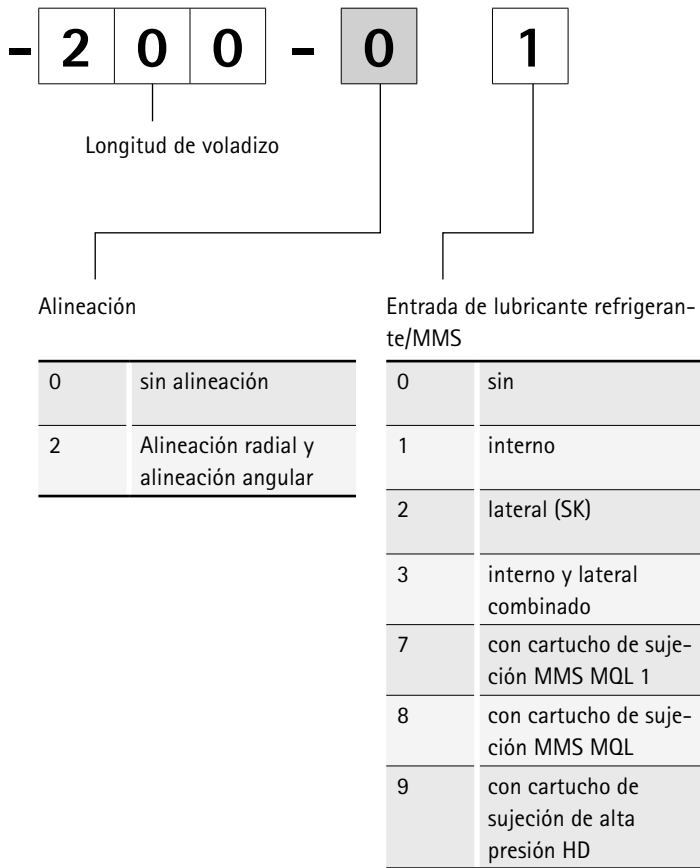 - 2 0 0 - 0 1
Longitud de voladizo
Alineación
0 sin alineación
2 Alineación radial y
alineación angular
Entrada de lubricante refrigeran-
te/MMS
0 sin
1 interno
2 lateral (SK)
3 interno y lateral
combinado
7 con cartucho de suje-
ción MMS MQL 1
8 con cartucho de suje-
ción MMS MQL
9 con cartucho de
sujeción de alta
presión HD